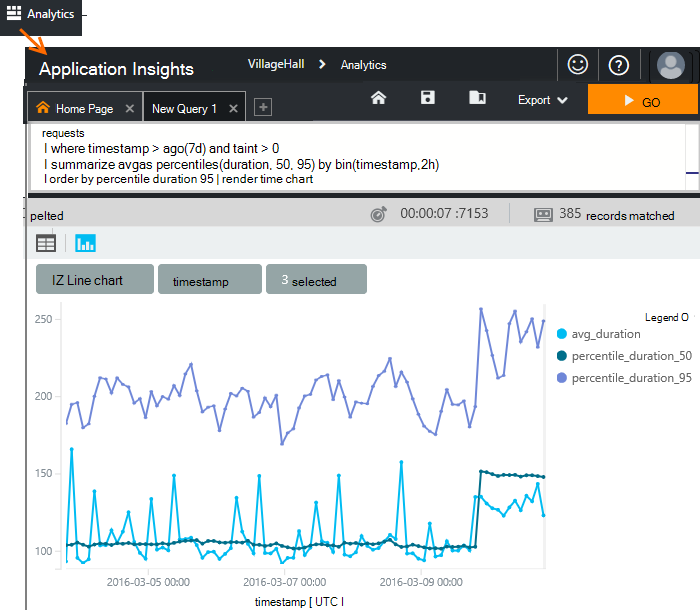 Analytics
Application Insights
VillageHall > Analytics
Home Page × New Query 1 × +
Export
GO
requests
I where timestamp > ago(7d) and taint > 0
I summarize avgas percentiles(duration, 50, 95) by bin(timestamp,2h)
I order by percentile duration 95 | render time chart
pelted
00:00:07 :7153
385 records matched
IZ Line chart
timestamp
3 selected
Legend O
avg_duration
percentile_duration_50
percentile_duration_95
250
200
150
100
2016-03-05 00:00
2016-03-07 00:00
2016-03-09 00:00
timestamp [ UTC I